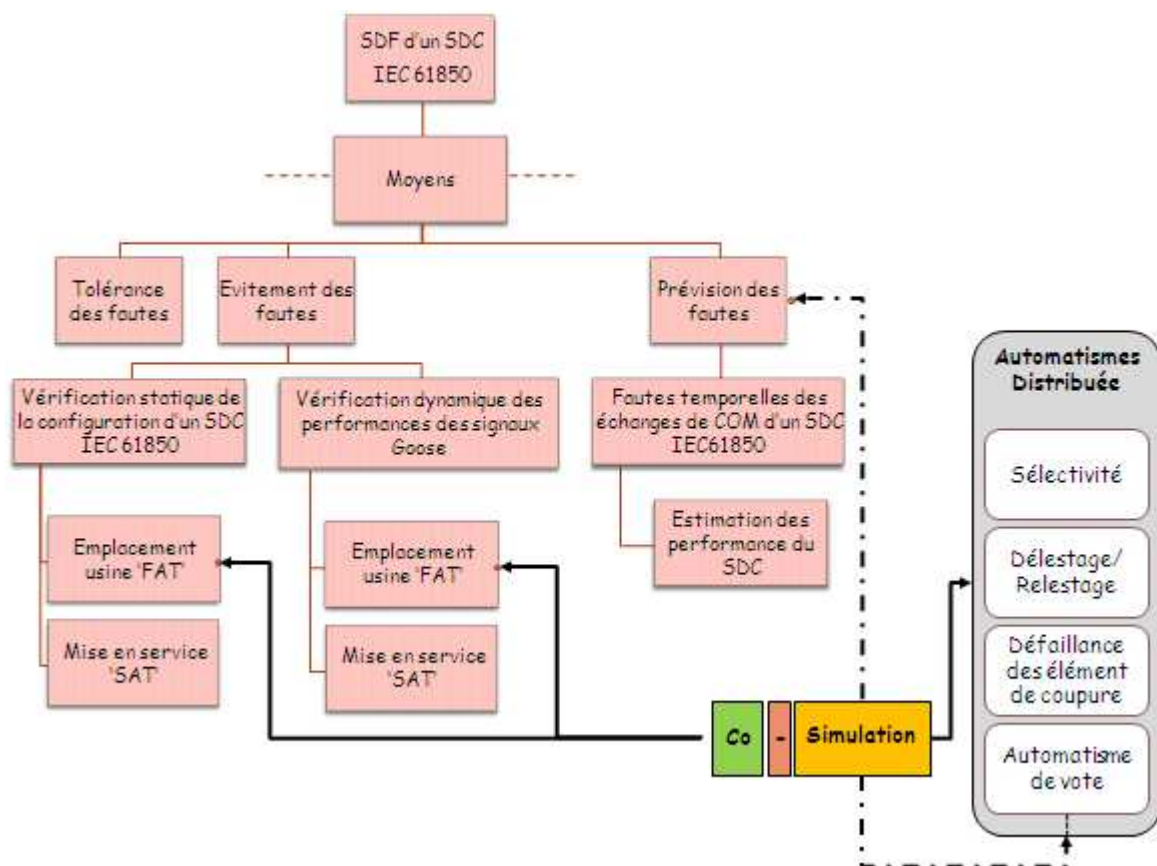 SDF d'un SDC
IEC 61850
Moyens
Tolérance
des fautes
Evitement des
fautes
Prévision des
fautes
Vérification statique de
la configuration d'un SDC
IEC 61850
Vérification dynamique des
performances des signaux
Goose
Fautes temporelles des
échanges de COM d'un SDC
IEC61850
Emplacement
usine 'FAT'
Mise en service
'SAT'
Emplacement
usine 'FAT'
Mise en service
'SAT'
Estimation des
performance du
SDC
Co - Simulation
Automatismes
Distribuée
Sélectivité
Délestage/
Relestage
Défaillance
des élément
de coupure
Automatisme
de vote